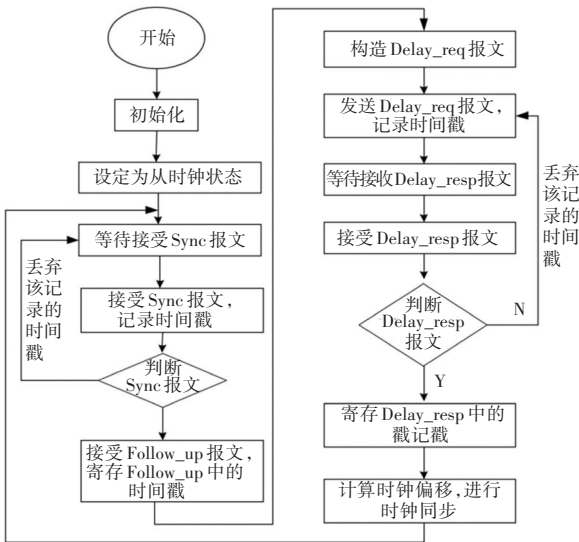 开始
初始化
设定为从时钟状态
等待接受Sync报文
丢弃
该记
录的
时间
戳
接受Sync报文，
记录时间戳
判断
Sync报文
接受Follow_up报文，
寄存Follow_up中的
时间戳
构造Delay_req报文
发送Delay_req报文，
记录时间戳
等待接收Delay_resp报文
接受Delay_resp报文
丢弃
该记
录的
时间
戳
判断
Delay_resp
报文
N
Y
寄存Delay_resp中的
戳记戳
计算时钟偏移，进行
时钟同步